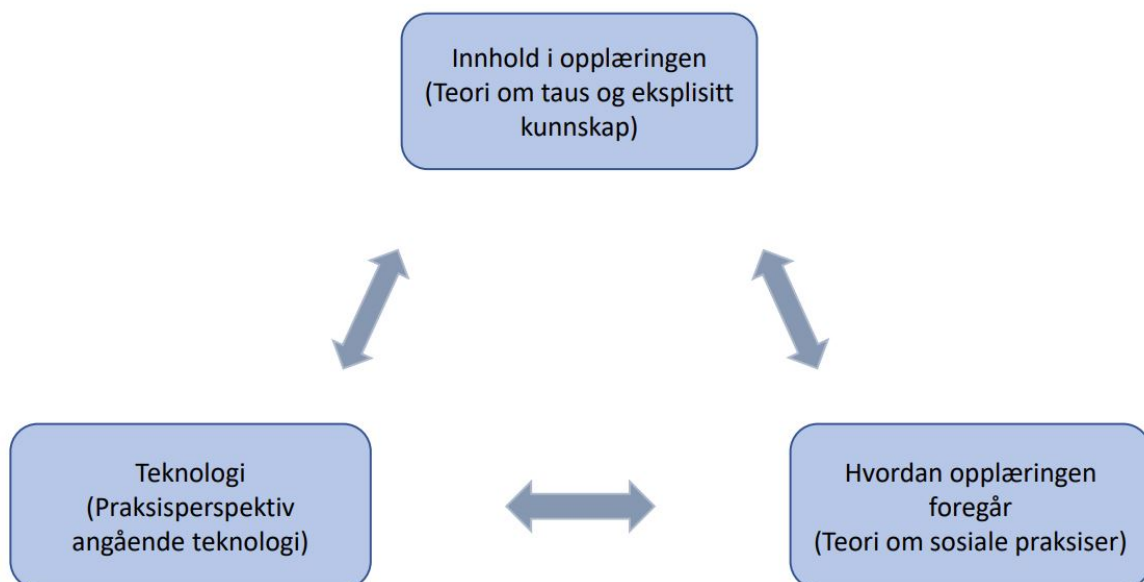 Innhold i opplæringen
(Teori om taus og eksplisitt
kunnskap)
Teknologi
(Praksisperspektiv
angående teknologi)
Hvordan opplæringen
foregår
(Teori om sosiale praksiser)